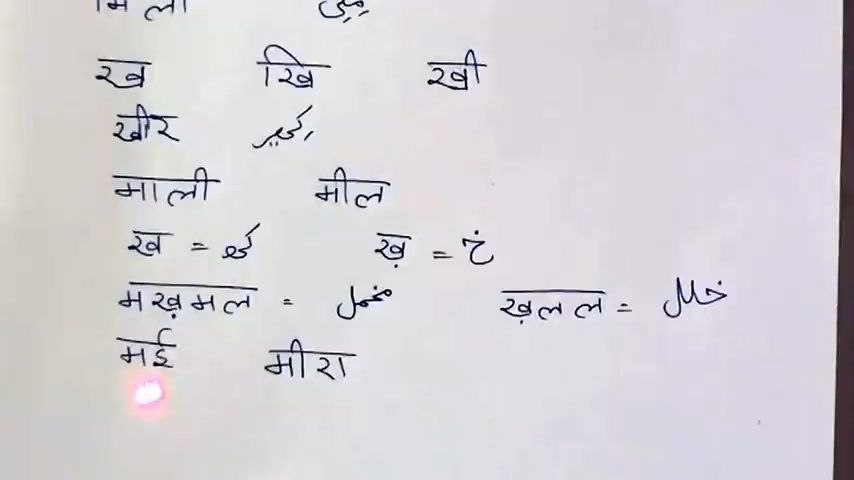 मिला
ख खि खी
खीर کھیر
माली मील
ख = کھ ख़ = خ
मख़मल = مخمل ख़लल = خلل
मई मीरा